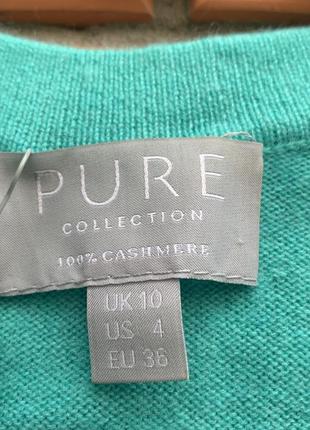 PURE
COLLECTION
100% CASHMERE
UK 10
US 4
EU 36